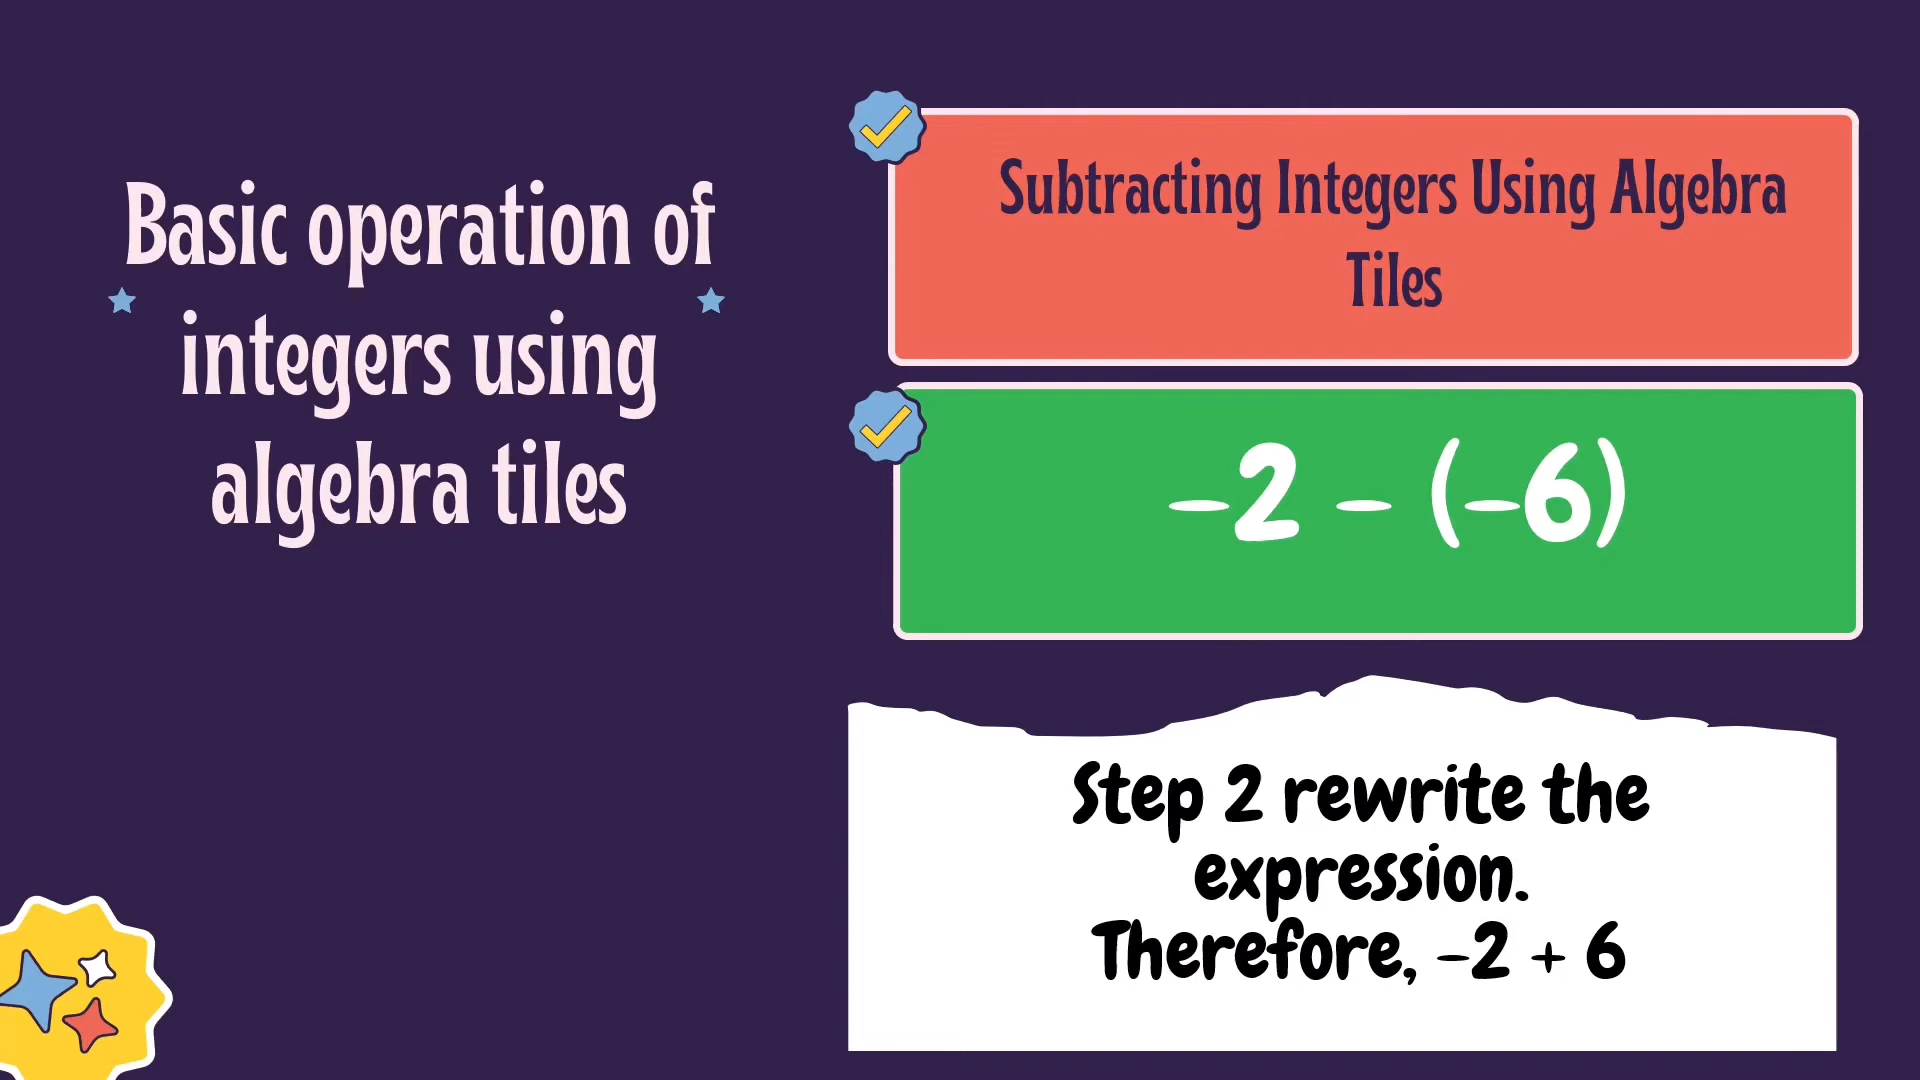 Basic operation of
integers using
algebra tiles
Subtracting Integers Using Algebra
Tiles
–2 – (–6)
Step 2 rewrite the
expression.
Therefore, –2 + 6